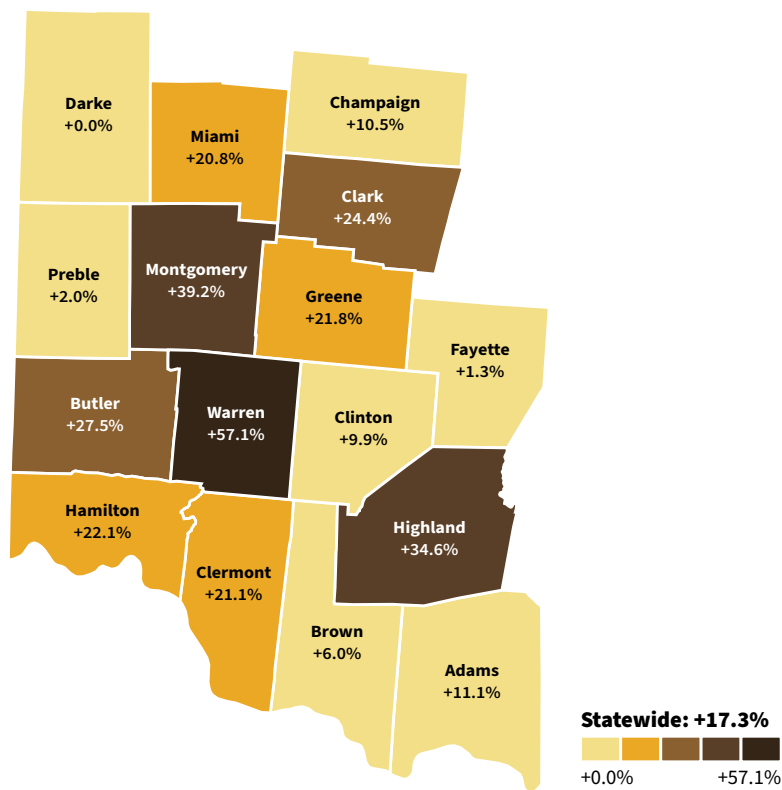 Darke
+0.0%
Miami
+20.8%
Champaign
+10.5%
Clark
+24.4%
Preble
+2.0%
Montgomery
+39.2%
Greene
+21.8%
Fayette
+1.3%
Butler
+27.5%
Warren
+57.1%
Clinton
+9.9%
Hamilton
+22.1%
Clermont
+21.1%
Highland
+34.6%
Brown
+6.0%
Adams
+11.1%
Statewide: +17.3%
+0.0% +57.1%